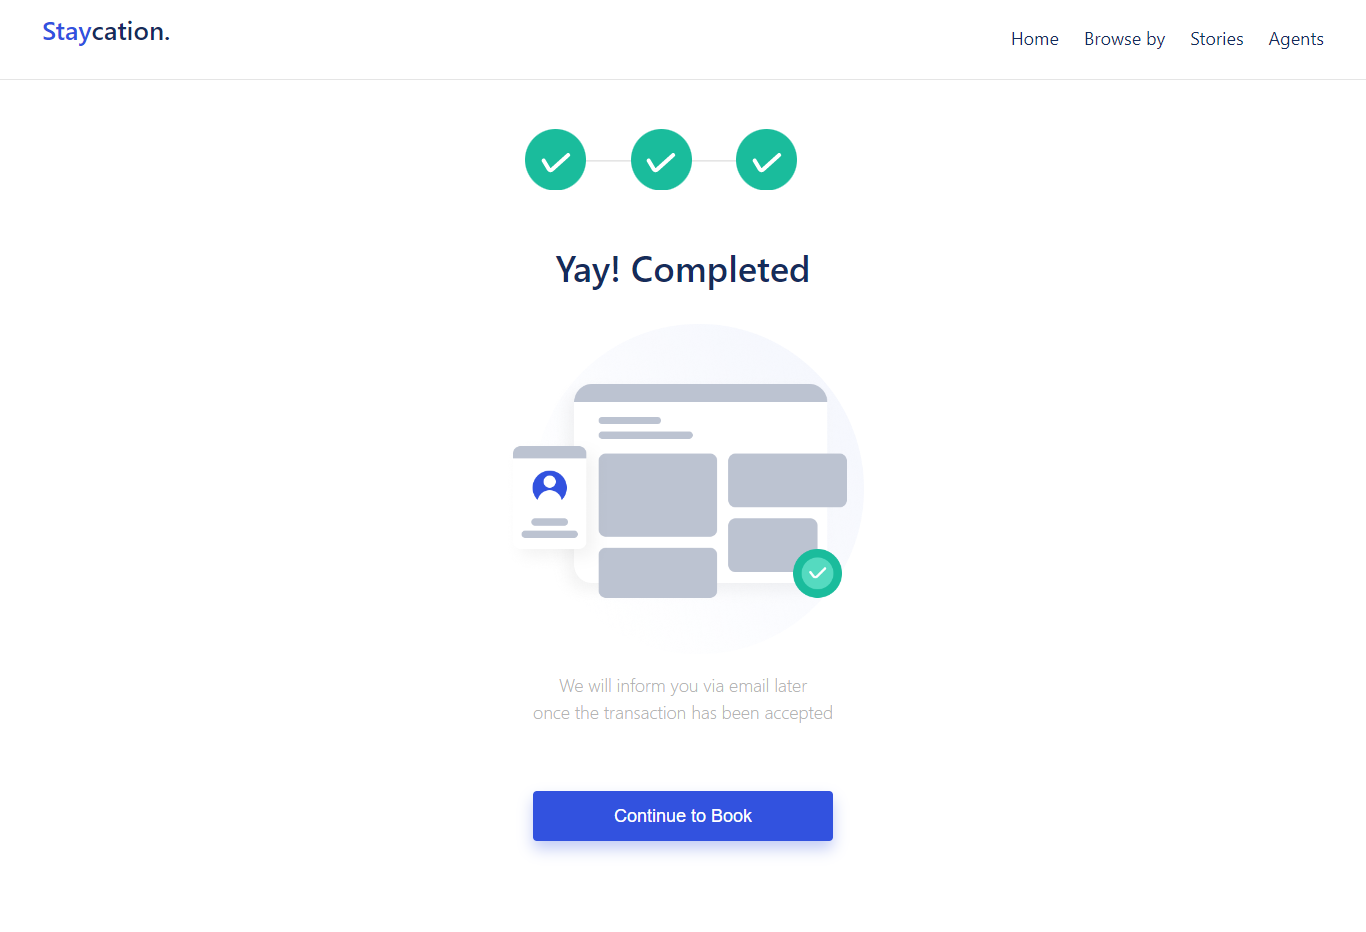 Staycation.
Home Browse by Stories Agents
Yay! Completed
We will inform you via email later
once the transaction has been accepted
Continue to Book